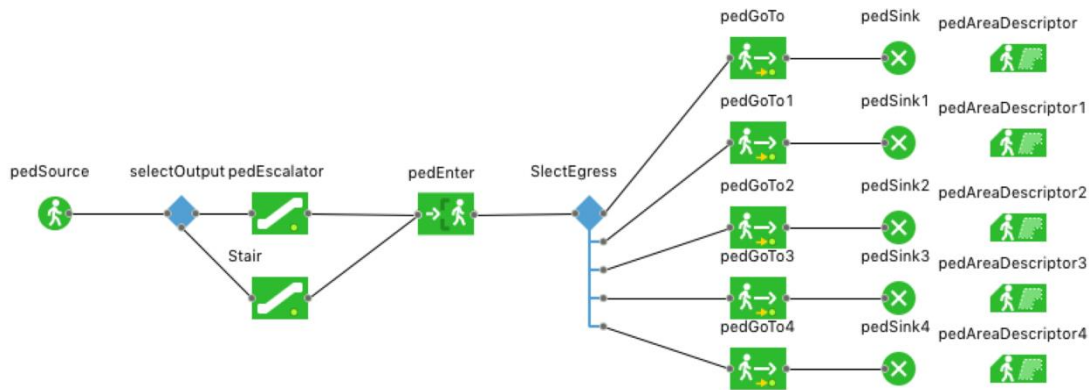 pedGoTo pedSink pedAreaDescriptor
pedGoTo1 pedSink1 pedAreaDescriptor1
pedSource selectOutput pedEscalator pedEnter SlectEgress
pedGoTo2 pedSink2 pedAreaDescriptor2
Stair pedGoTo3 pedSink3 pedAreaDescriptor3
pedGoTo4 pedSink4 pedAreaDescriptor4